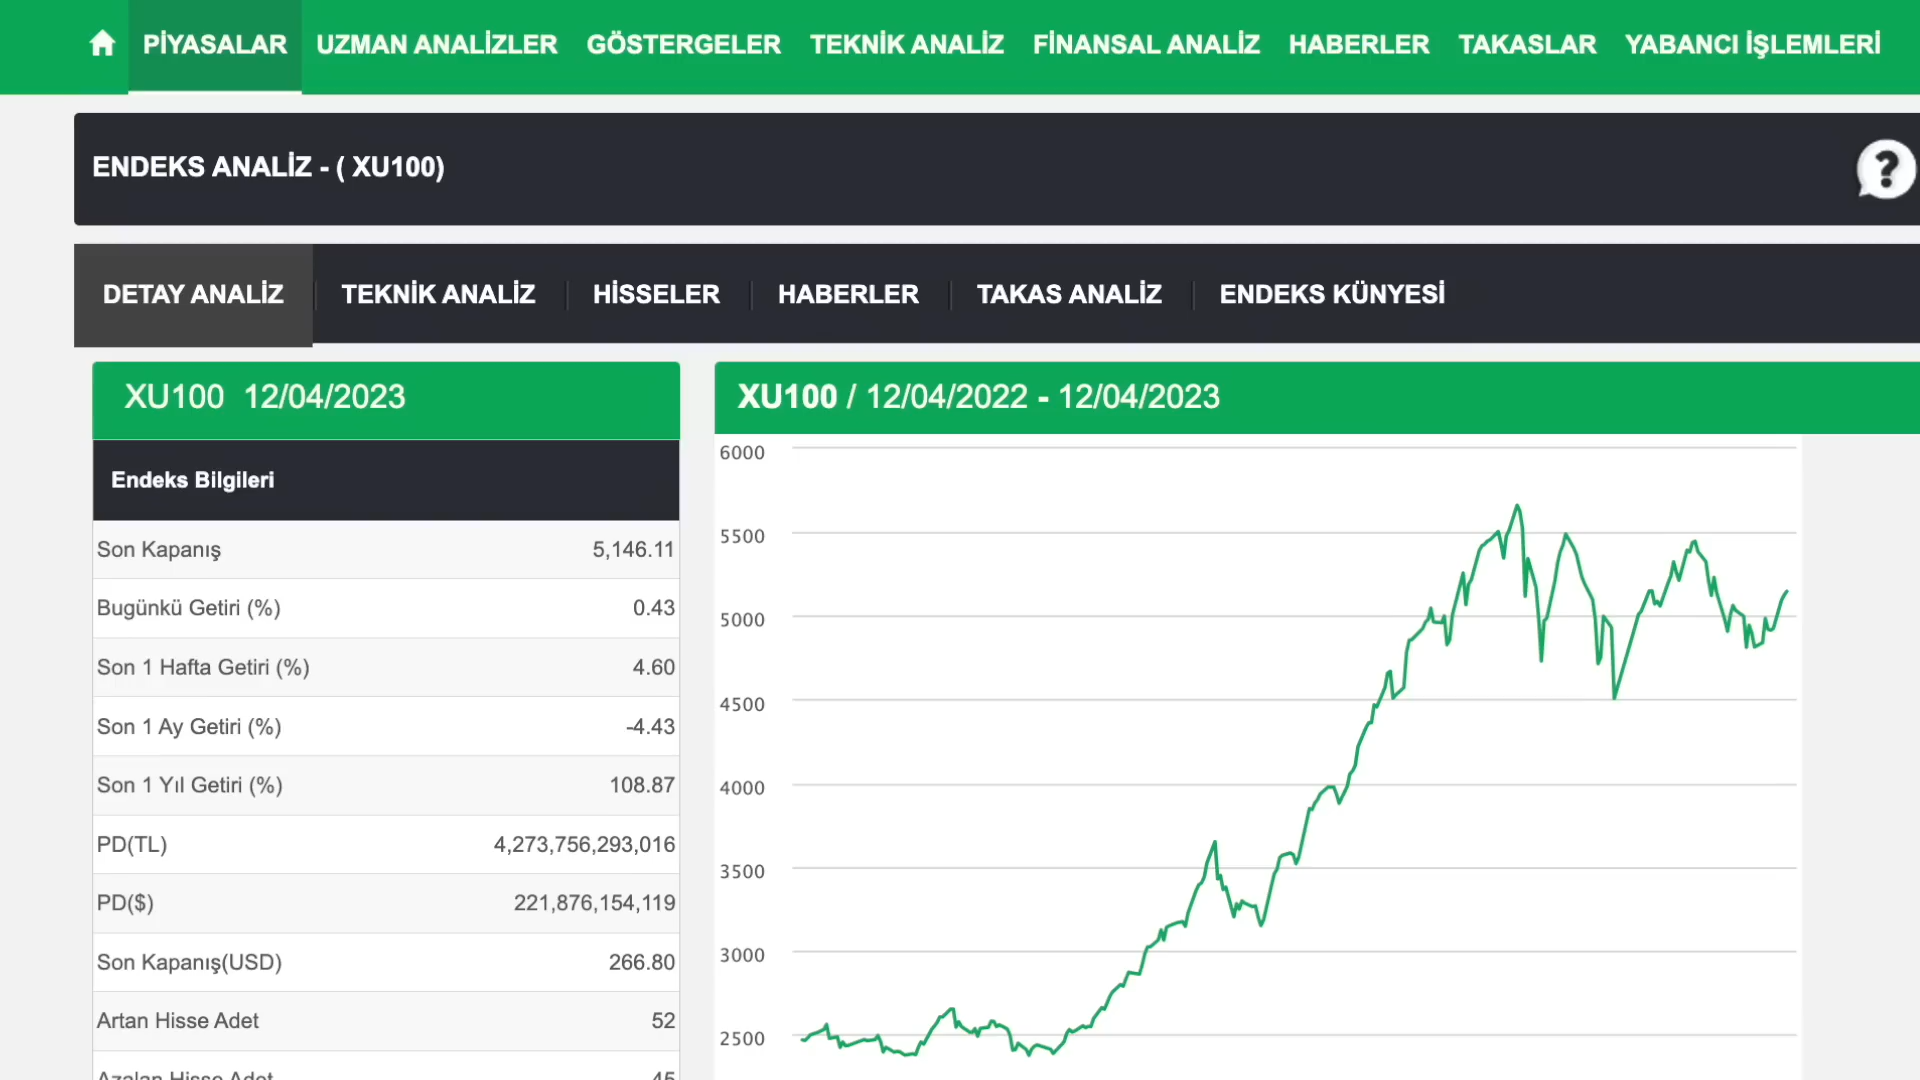 PİYASALAR UZMAN ANALİZLER GÖSTERGELER TEKNİK ANALİZ FİNANSAL ANALİZ HABERLER TAKASLAR YABANCI İŞLEMLERİ
ENDEKS ANALİZ - ( XU100)
?
DETAY ANALİZ TEKNİK ANALİZ HİSSELER HABERLER TAKAS ANALİZ ENDEKS KÜNYESİ
XU100 12/04/2023
Endeks Bilgileri
Son Kapanış 5,146.11
Bugünkü Getiri (%) 0.43
Son 1 Hafta Getiri (%) 4.60
Son 1 Ay Getiri (%) -4.43
Son 1 Yıl Getiri (%) 108.87
PD(TL) 4,273,756,293,016
PD($) 221,876,154,119
Son Kapanış(USD) 266.80
Artan Hisse Adet 52
Azalan Hisse Adet 45
XU100 / 12/04/2022 - 12/04/2023
6000
5500
5000
4500
4000
3500
3000
2500